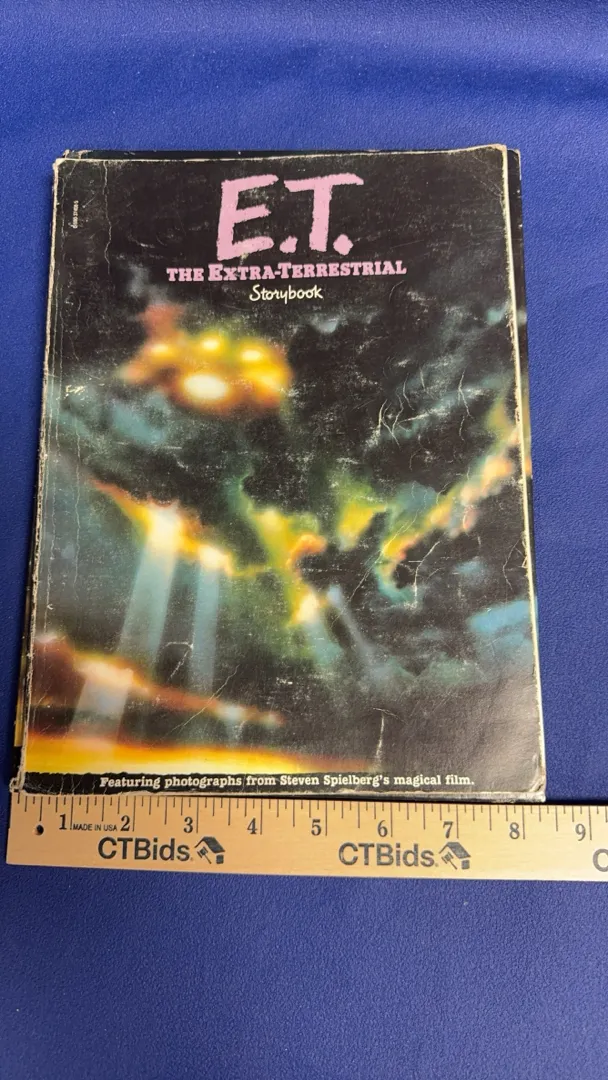 E.T.
THE EXTRA-TERRESTRIAL
Storybook
Featuring photographs from Steven Spielberg's magical film.
1 MADE IN USA 2 3 4 5 6 7 8 9
CTBids CTBids C